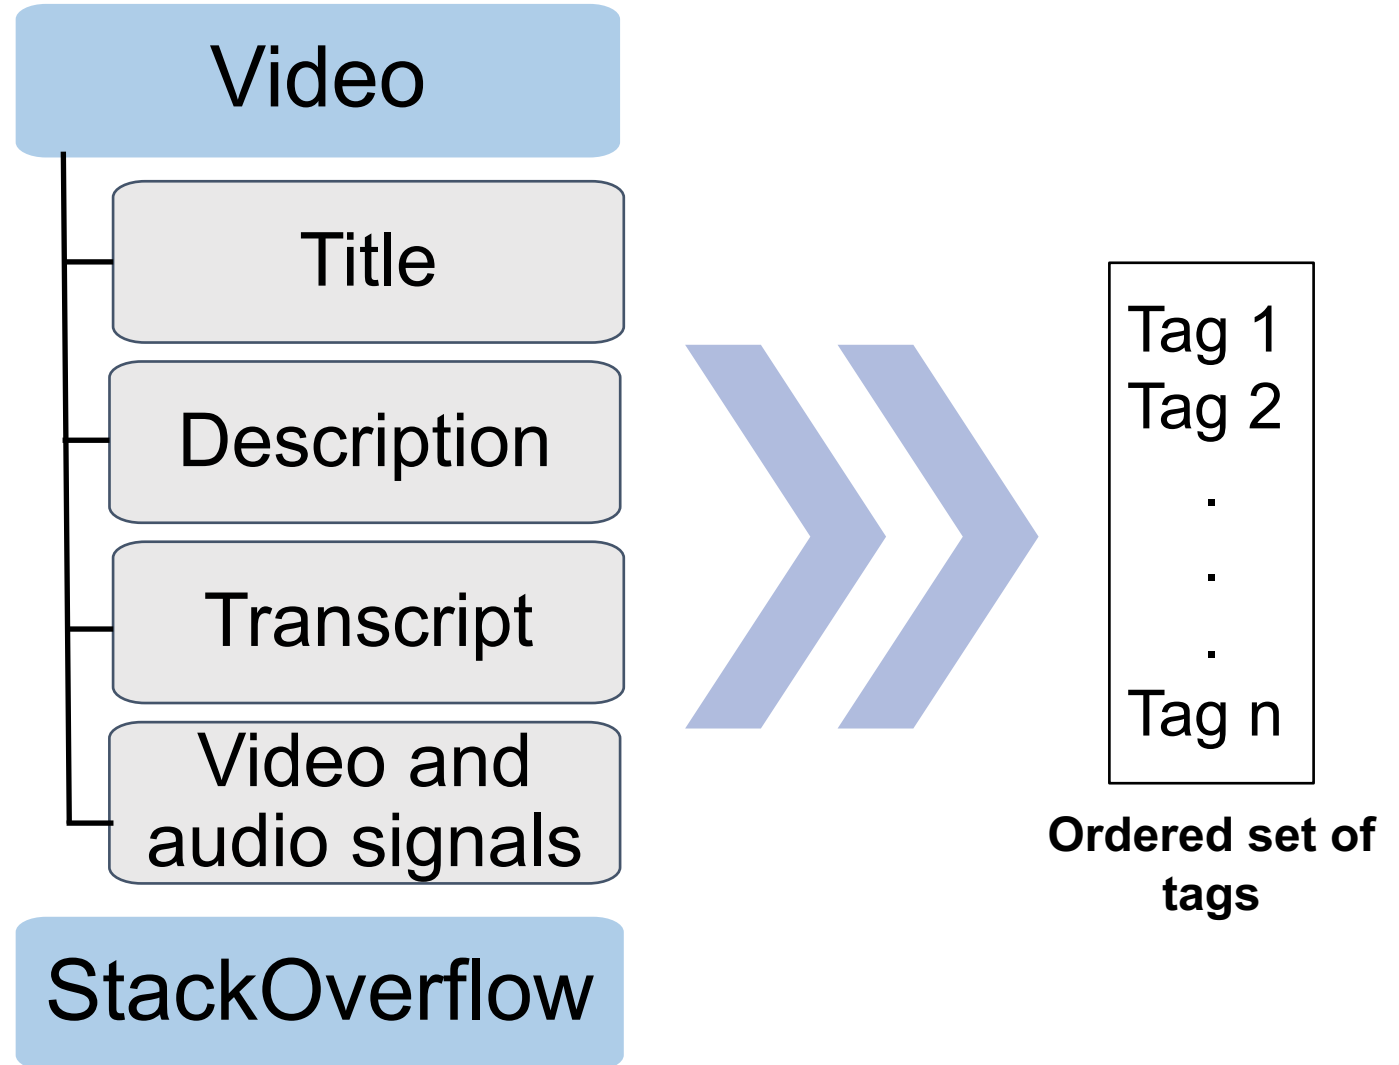 Video
Title
Description
Transcript
Video and
audio signals
StackOverflow
Tag 1
Tag 2
.
.
.
Tag n
Ordered set of
tags